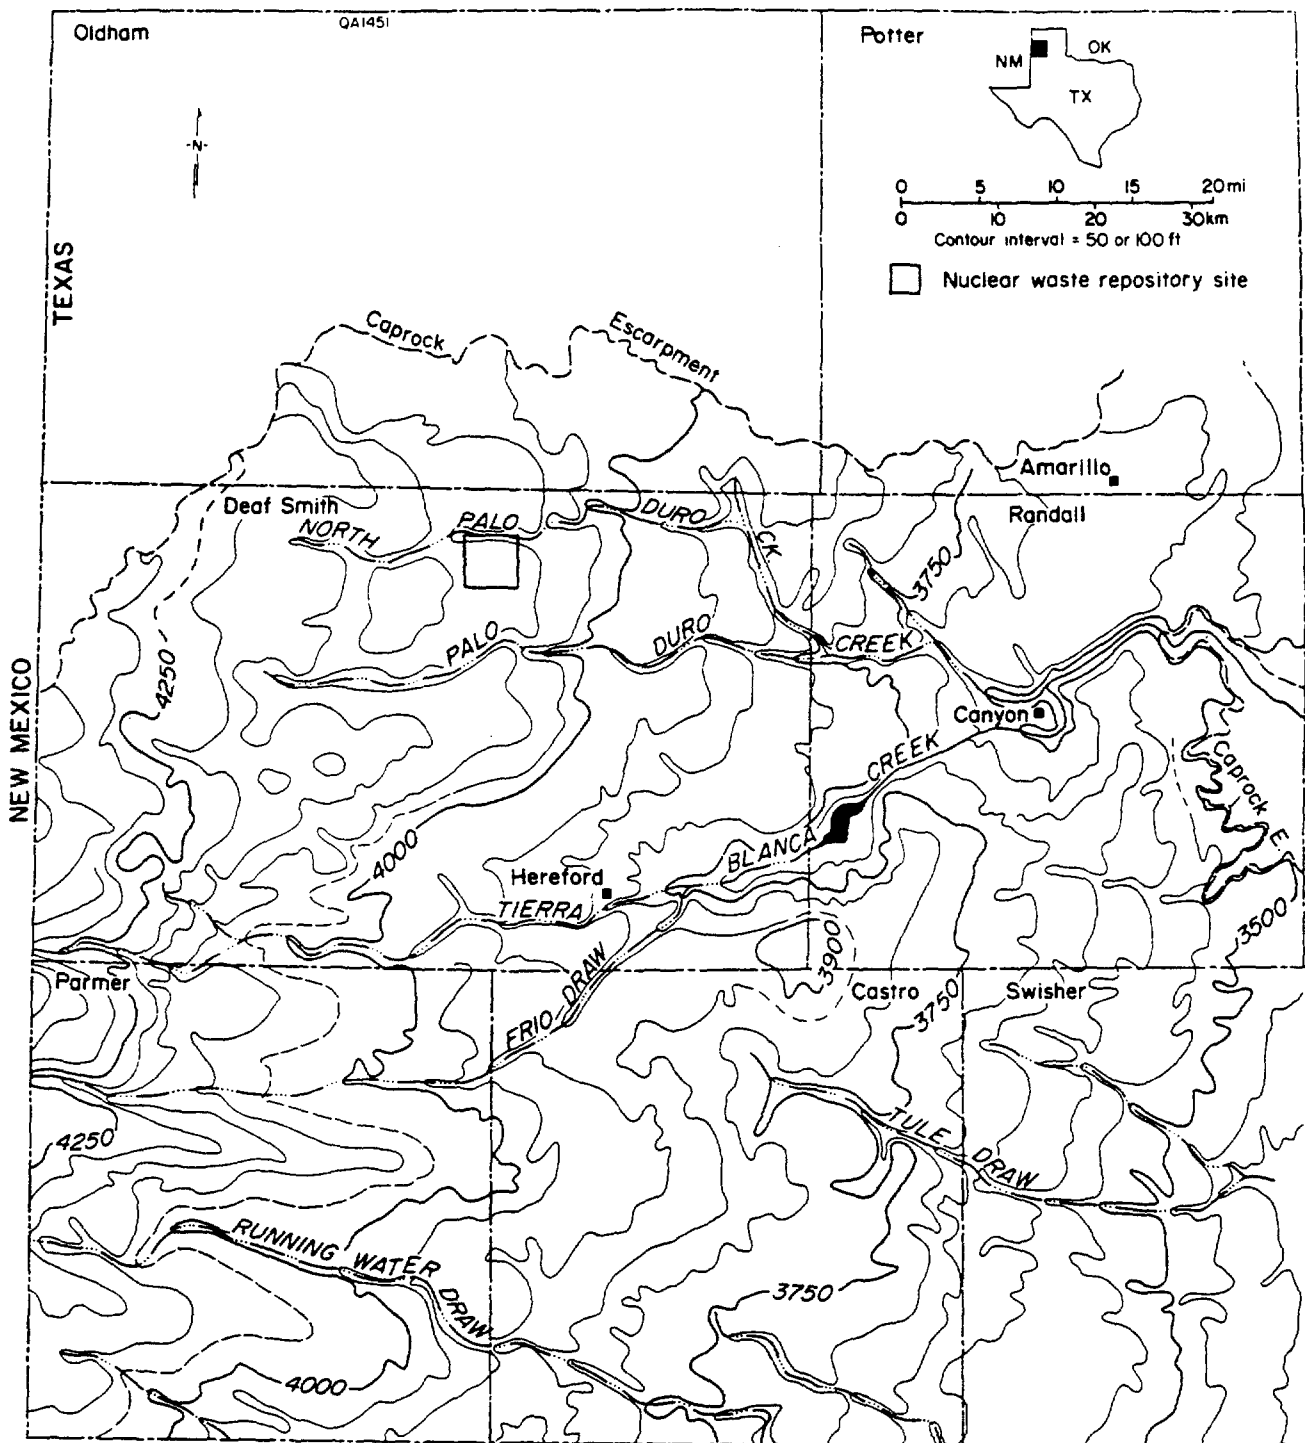 Oldham
QA1451
Potter
NM
OK
TX
-N-
0 5 10 15 20 mi
0 10 20 30 km
Contour interval = 50 or 100 ft
Nuclear waste repository site
TEXAS
NEW MEXICO
Caprock Escarpment
Amarillo
Deaf Smith
Randall
NORTH PALO DURO CK
3750
PALO DURO CREEK
4250
Canyon
TIERRA BLANCA CREEK
Caprock E
4000
Hereford
3500
FRIO DRAW
3900
Parmer
Castro
3750
Swisher
4250
TULE DRAW
RUNNING WATER DRAW
3750
4000